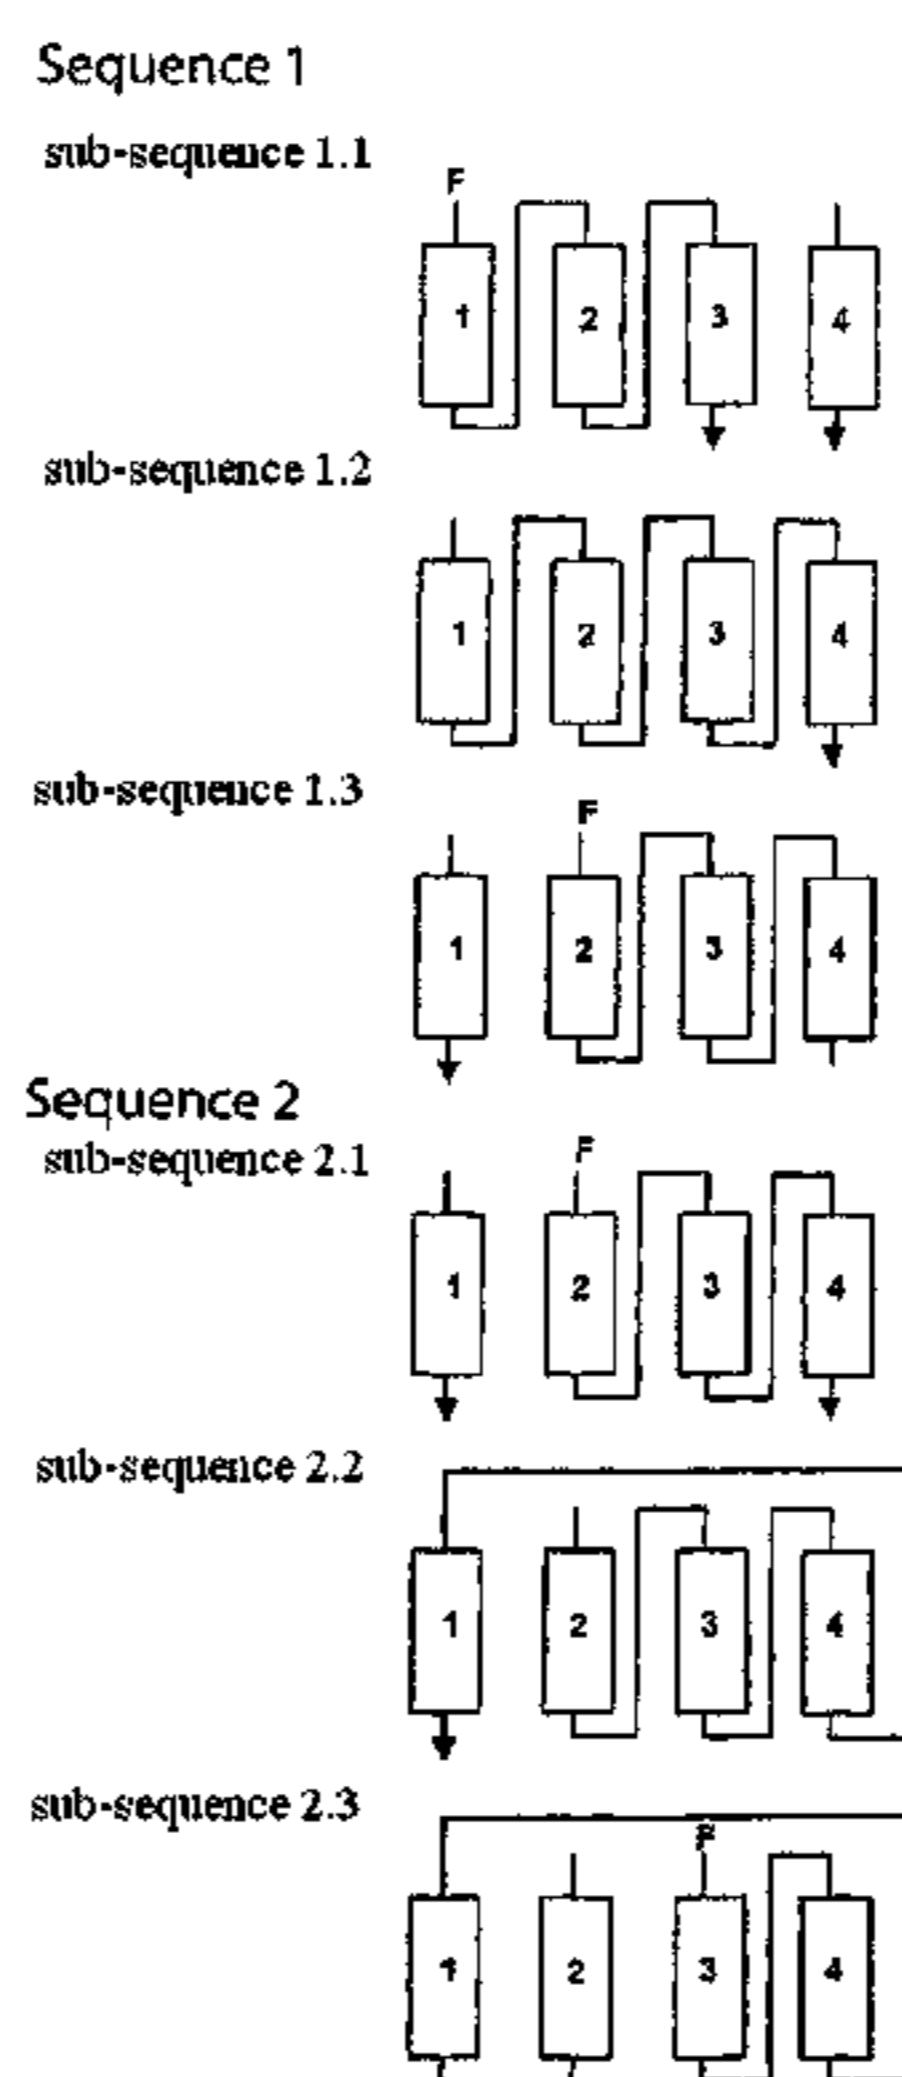 Sequence 1
sub-sequence 1.1
F
1 2 3 4
sub-sequence 1.2
1 2 3 4
sub-sequence 1.3
F
1 2 3 4
Sequence 2
sub-sequence 2.1
F
1 2 3 4
sub-sequence 2.2
1 2 3 4
sub-sequence 2.3
F
1 2 3 4